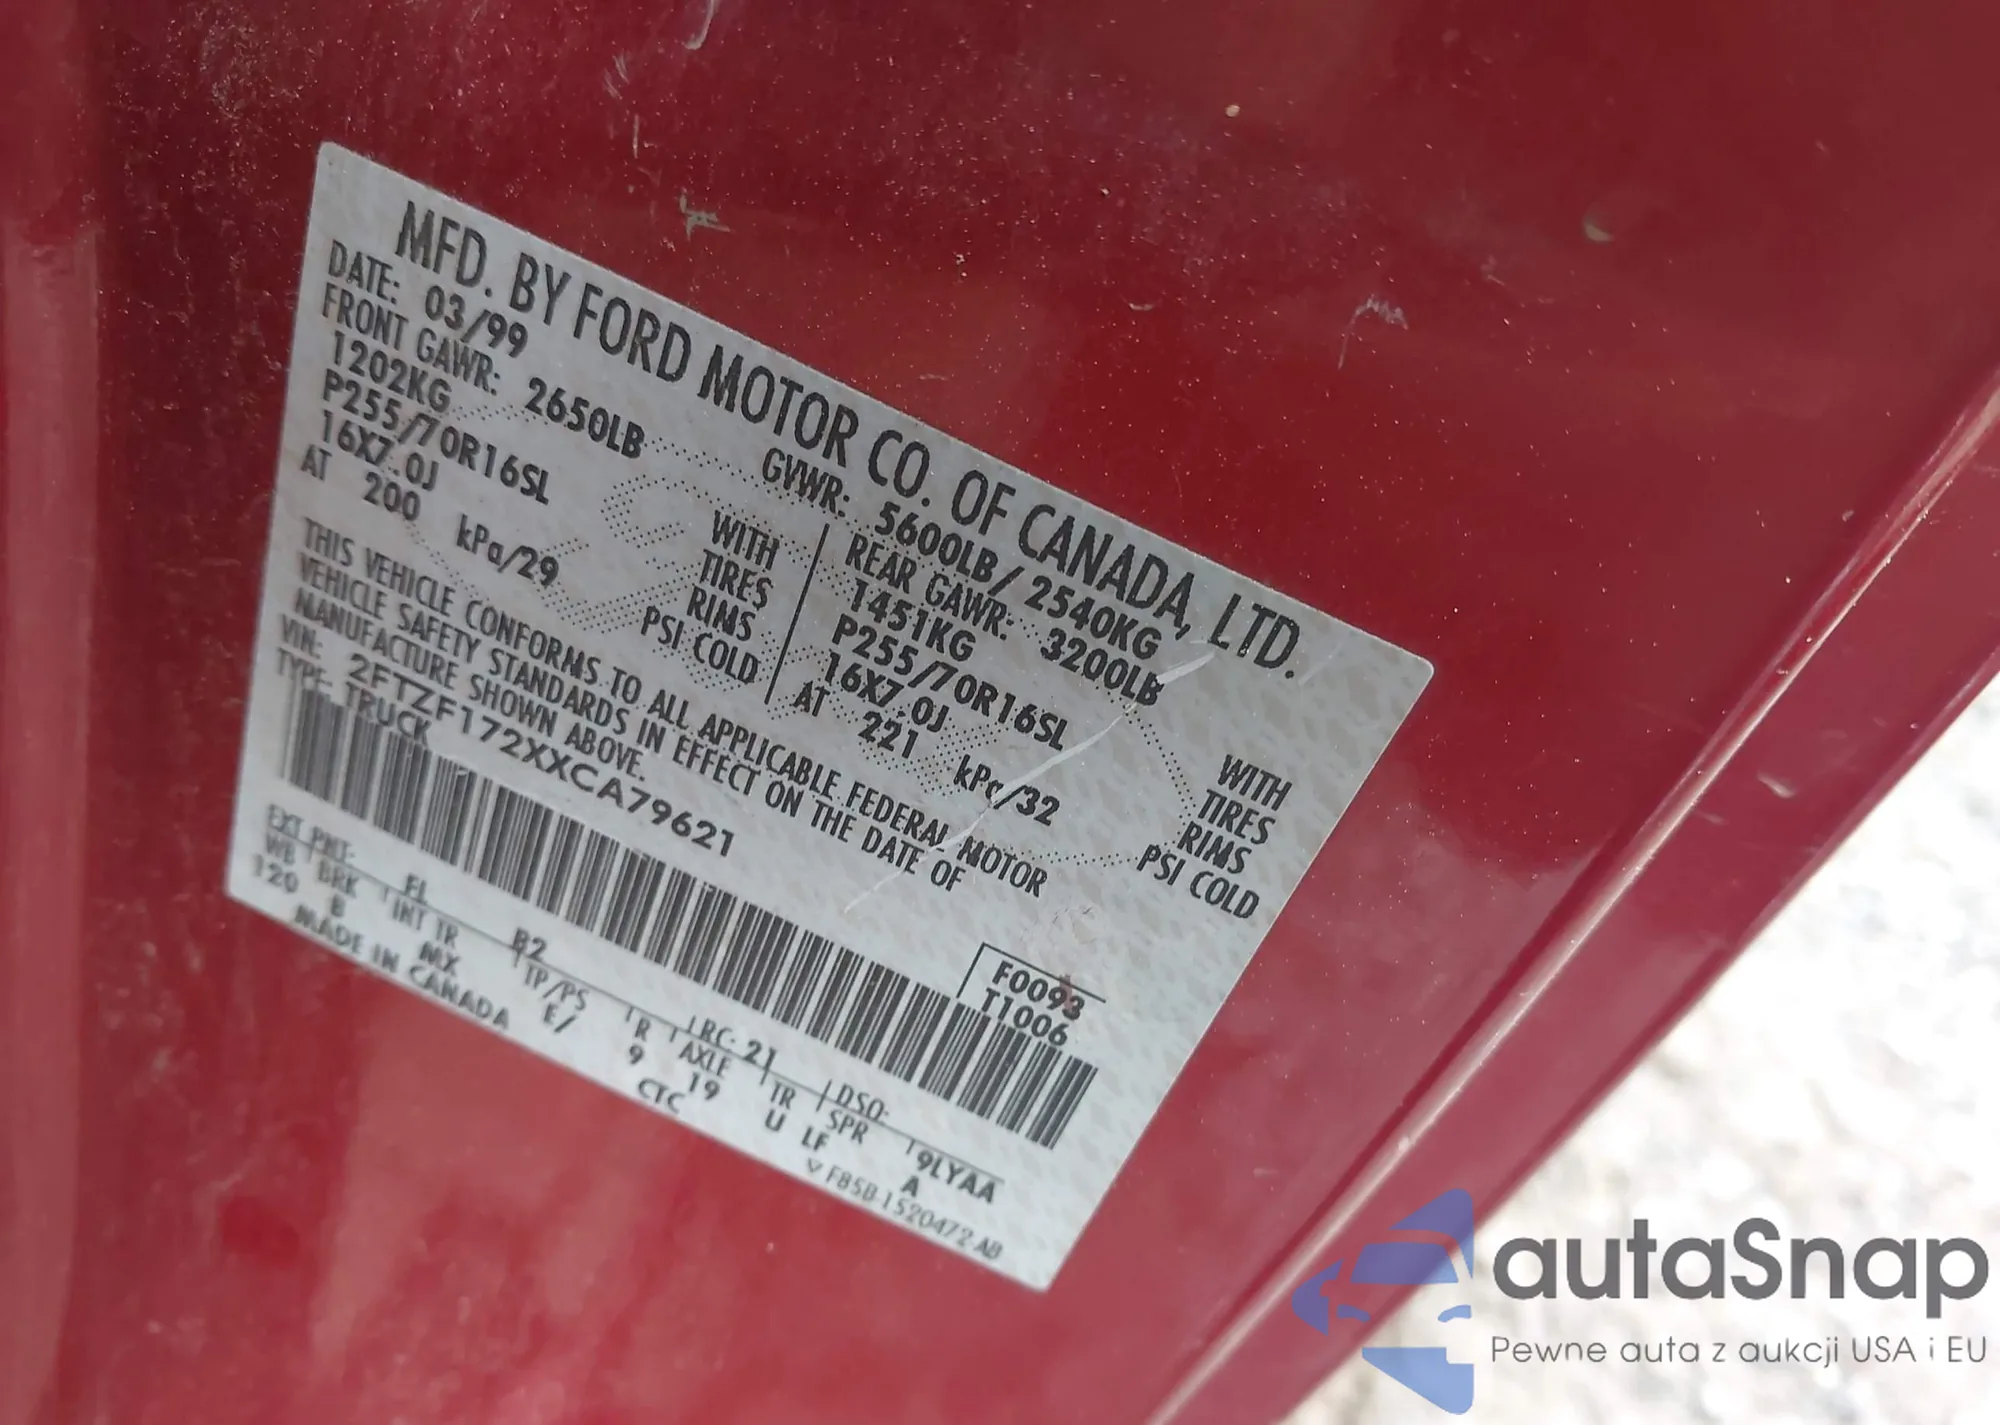 MFD. BY FORD MOTOR CO. OF CANADA, LTD.
DATE: 03/99 GVWR: 5600LB/2540KG
FRONT GAWR: 2650LB REAR GAWR: 3200LB
1202KG WITH 1451KG WITH
P255/70R16SL TIRES P255/70R16SL TIRES
16X7.0J RIMS 16X7.0J RIMS
AT 200 kPa/29 PSI COLD AT 221 kPa/32 PSI COLD
THIS VEHICLE CONFORMS TO ALL APPLICABLE FEDERAL MOTOR
VEHICLE SAFETY STANDARDS IN EFFECT ON THE DATE OF
MANUFACTURE SHOWN ABOVE.
VIN: 2FTZF172XXCA79621 F0093
TYPE: TRUCK T1006
EXT PNT: FL B2 RC: 21 DSO:
WB BRK INT TR TP/PS R AXLE TR SPR 9LYAA
120 B MX E/ 9 19 U LF A
MADE IN CANADA CTC F85B-1520472-AB
autaSnap
Pewne auta z aukcji USA i EU